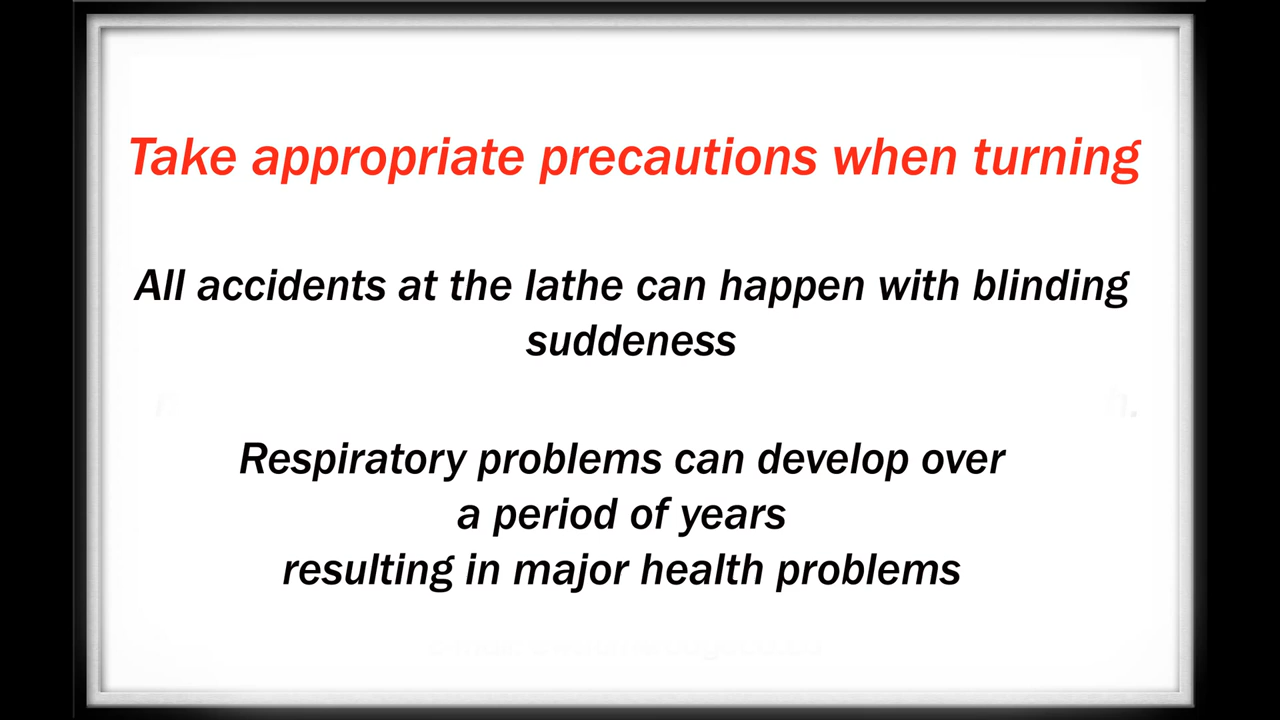 Take appropriate precautions when turning
All accidents at the lathe can happen with blinding
suddeness
Respiratory problems can develop over
a period of years
resulting in major health problems